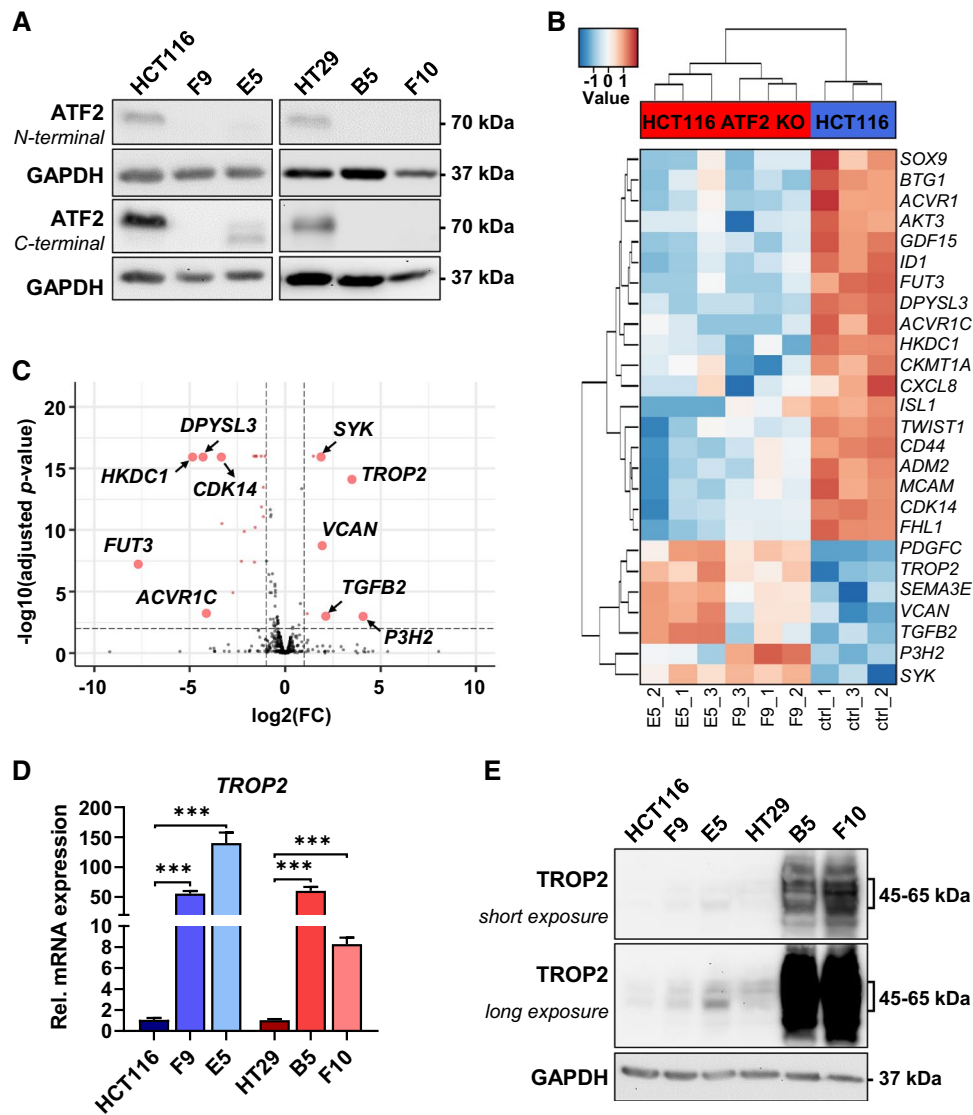 A
HCT116
F9
E5
HT29
B5
F10
ATF2
N-terminal
70 kDa
GAPDH
37 kDa
ATF2
C-terminal
70 kDa
GAPDH
37 kDa
B
-1 0 1
Value
HCT116 ATF2 KO
HCT116
SOX9
BTG1
ACVR1
AKT3
GDF15
ID1
FUT3
DPYSL3
ACVR1C
HKDC1
CKMT1A
CXCL8
ISL1
TWIST1
CD44
ADM2
MCAM
CDK14
FHL1
PDGFC
TROP2
SEMA3E
VCAN
TGFB2
P3H2
SYK
E5_2
E5_1
E5_3
F9_3
F9_1
F9_2
ctrl_1
ctrl_3
ctrl_2
C
-log10(adjusted p-value)
20
15
10
5
0
DPYSL3
SYK
HKDC1
CDK14
TROP2
VCAN
FUT3
ACVR1C
TGFB2
P3H2
-10
-5
0
5
10
log2(FC)
D
TROP2
Rel. mRNA expression
200
150
100
50
8
6
4
2
0
***
***
***
***
HCT116
F9
E5
HT29
B5
F10
E
HCT116
F9
E5
HT29
B5
F10
TROP2
short exposure
45-65 kDa
TROP2
long exposure
45-65 kDa
GAPDH
37 kDa